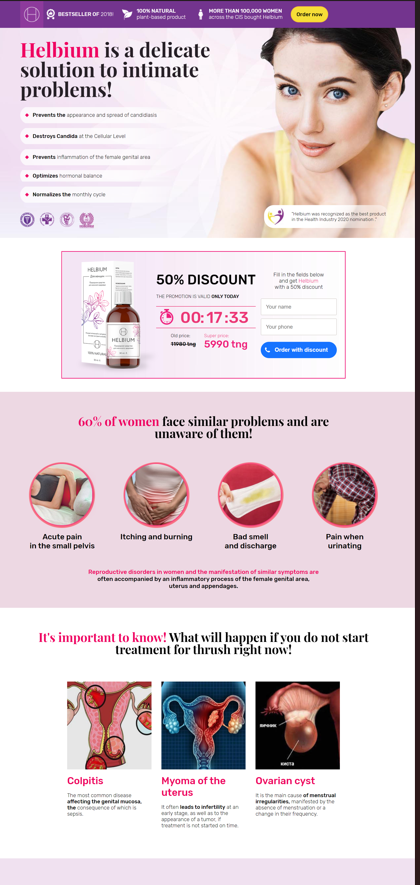 BESTSELLER OF 2019!
100% NATURAL
plant-based product
MORE THAN 100,000 WOMEN
across the CIS bought Helbium
Order now
Helbium is a delicate
solution to intimate
problems!
Prevents the appearance and spread of candidiasis
Destroys Candida at the Cellular Level
Prevents inflammation of the female genital area
Optimizes hormonal balance
Normalizes the monthly cycle
"Helbium was recognized as the best product
in the Health Industry 2020 nomination."
HELBIUM
HELBIUM
50% DISCOUNT
THE PROMOTION IS VALID ONLY TODAY
00:17:33
Old price:
11980 tng
Super price:
5990 tng
Fill in the fields below
and get Helbium
with a 50% discount
Your name
Your phone
Order with discount
60% of women face similar problems and are
unaware of them!
Acute pain
in the small pelvis
Itching and burning
Bad smell
and discharge
Pain when
urinating
Reproductive disorders in women and the manifestation of similar symptoms are
often accompanied by an inflammatory process of the female genital area,
uterus and appendages.
It's important to know! What will happen if you do not start
treatment for thrush right now!
яичник
киста
Colpitis
The most common disease
affecting the genital mucosa,
the consequence of which is
sepsis.
Myoma of the
uterus
It often leads to infertility at an
early stage, as well as to the
appearance of a tumor, if
treatment is not started on time.
Ovarian cyst
It is the main cause of menstrual
irregularities, manifested by the
absence of menstruation or a
change in their frequency.